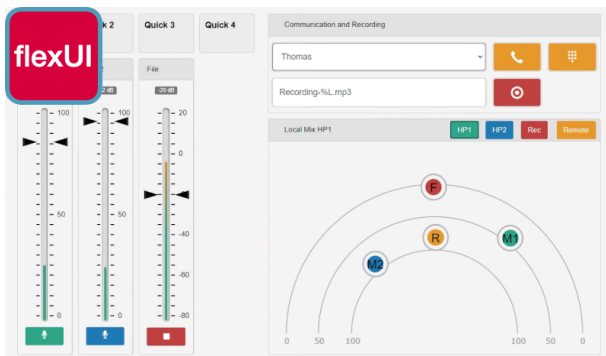 flexUI
k 2
Quick 3
Quick 4
File
2 dB
-20 dB
100
50
0
100
50
0
20
0
-40
-60
-80
Communication and Recording
Thomas
Recording-%L.mp3
Local Mix HP1
HP1
HP2
Rec
Remote
F
R
M1
M2
0 50 100 100 50 0